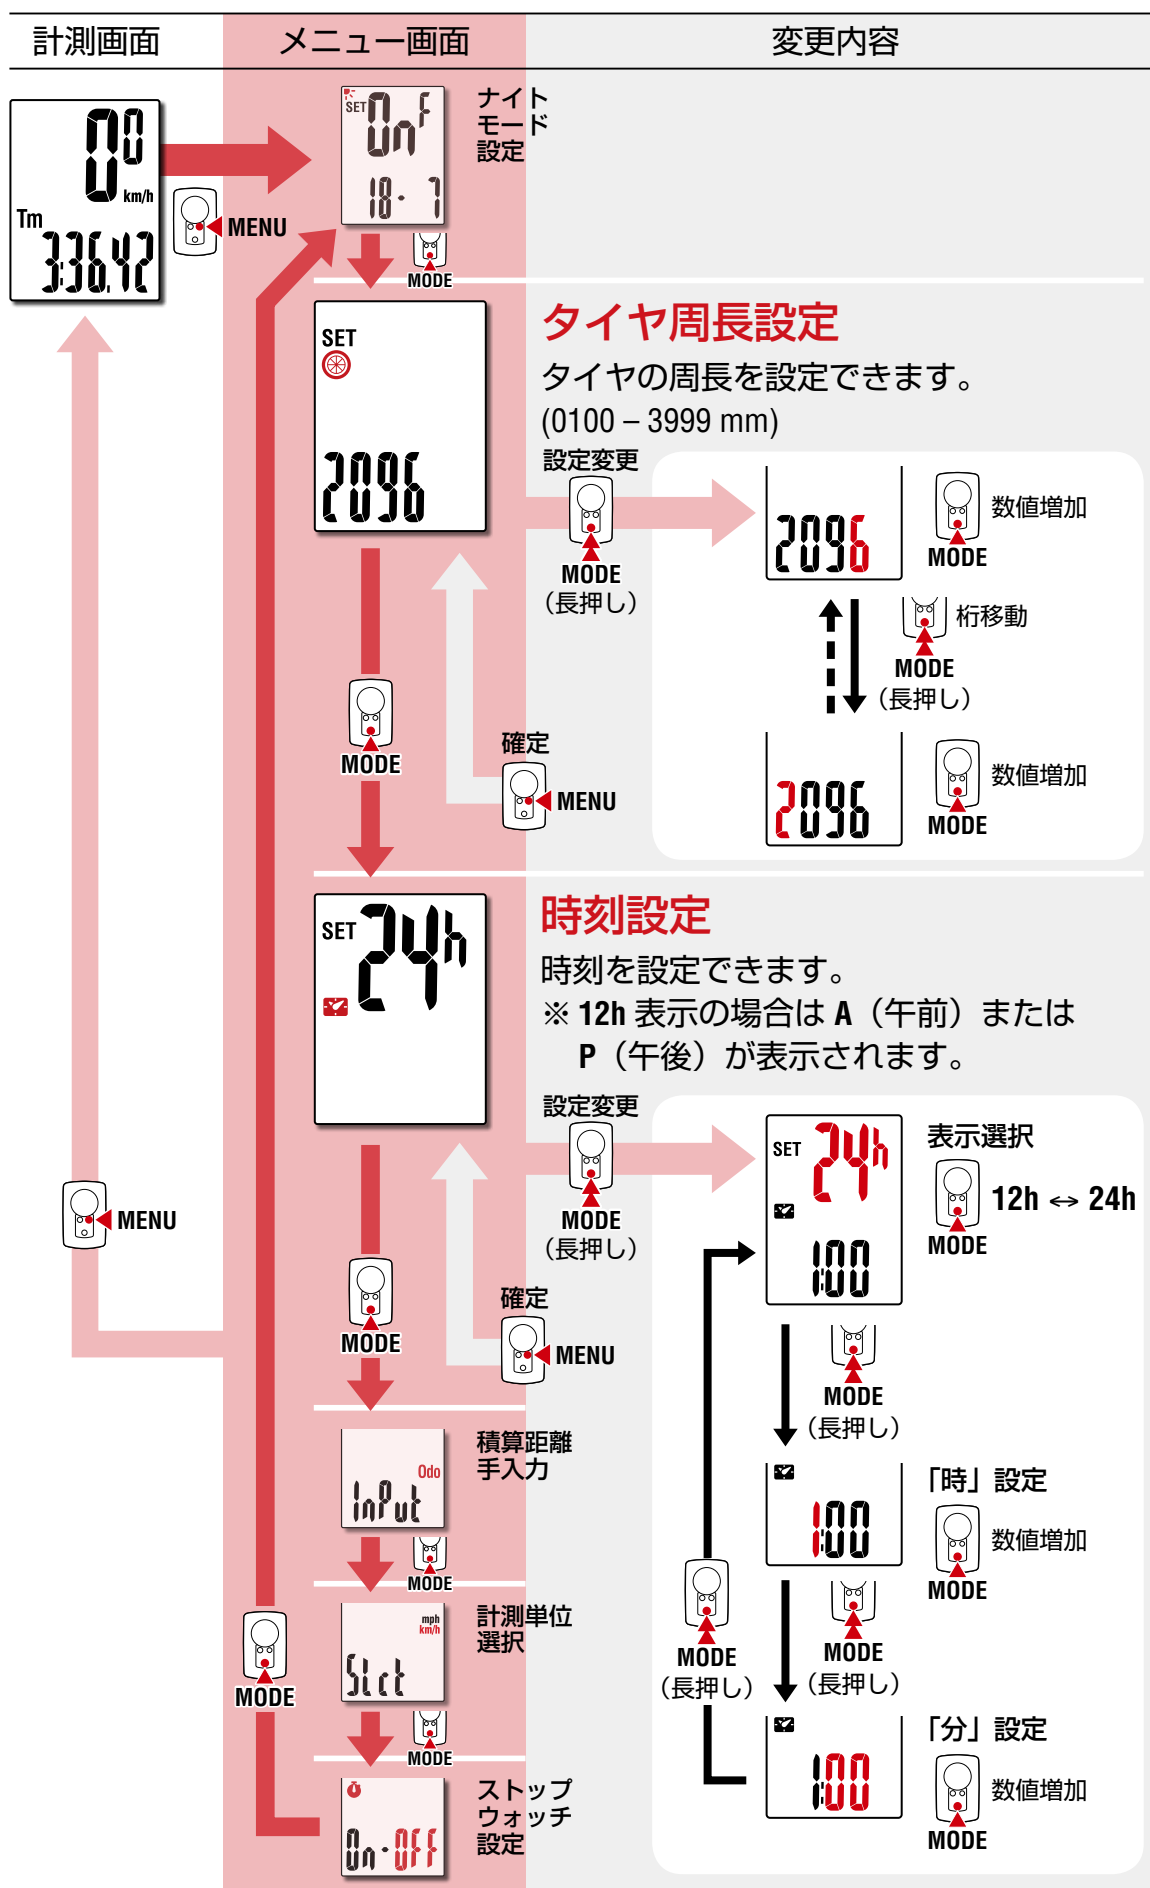 計測画面
メニュー画面
変更内容
0⁰
km/h
Tm
3:36.42
MENU
SET
OnF
18・7
ナイト
モード
設定
MODE
SET
2096
タイヤ周長設定
タイヤの周長を設定できます。
(0100 – 3999 mm)
設定変更
MODE
（長押し）
2096
数値増加
MODE
桁移動
MODE
（長押し）
2096
数値増加
MODE
確定
MENU
MODE
SET
24h
時刻設定
時刻を設定できます。
※ 12h 表示の場合は A（午前）または
P（午後）が表示されます。
設定変更
MODE
（長押し）
SET
24h
1:00
表示選択
12h ↔ 24h
MODE
MODE
（長押し）
1:00
「時」設定
数値増加
MODE
MODE
（長押し）
MODE
（長押し）
1:00
「分」設定
数値増加
MODE
確定
MENU
MODE
MENU
Odo
InPut
積算距離
手入力
MODE
mph
km/h
Slct
計測単位
選択
MODE
MODE
On・OFF
ストップ
ウォッチ
設定